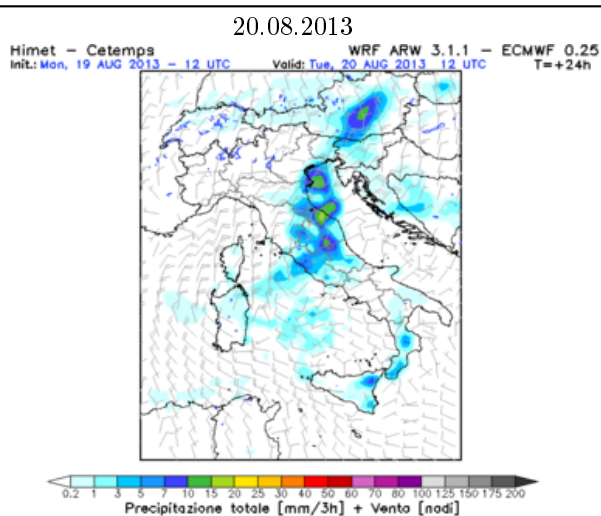 20.08.2013
Himet - Cetemps WRF ARW 3.1.1 - ECMWF 0.25
Init.: Mon, 19 AUG 2013 - 12 UTC Valid: Tue, 20 AUG 2013 12 UTC T=+24h
0.2 1 3 5 7 10 15 20 25 30 40 50 60 70 80 90 100 125 150 175 200
Precipitazione totale [mm/3h] + Vento [nodi]